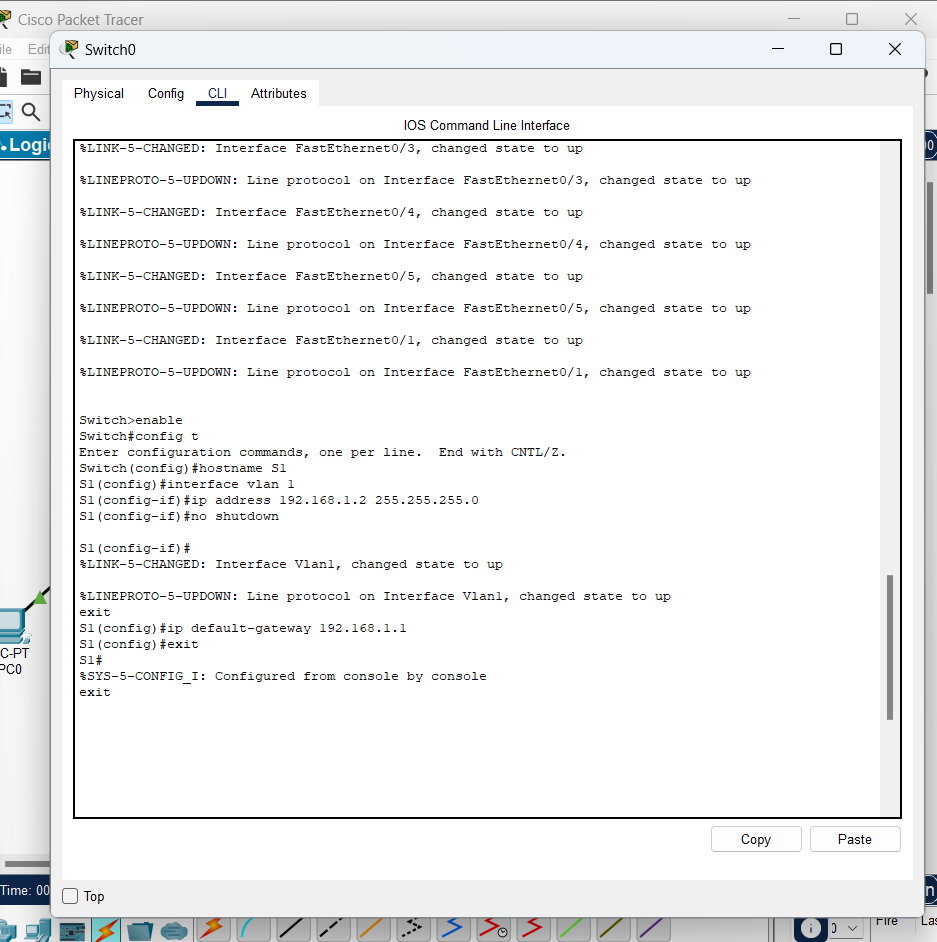 Cisco Packet Tracer
Switch0
Physical Config CLI Attributes
IOS Command Line Interface
%LINK-5-CHANGED: Interface FastEthernet0/3, changed state to up
%LINEPROTO-5-UPDOWN: Line protocol on Interface FastEthernet0/3, changed state to up
%LINK-5-CHANGED: Interface FastEthernet0/4, changed state to up
%LINEPROTO-5-UPDOWN: Line protocol on Interface FastEthernet0/4, changed state to up
%LINK-5-CHANGED: Interface FastEthernet0/5, changed state to up
%LINEPROTO-5-UPDOWN: Line protocol on Interface FastEthernet0/5, changed state to up
%LINK-5-CHANGED: Interface FastEthernet0/1, changed state to up
%LINEPROTO-5-UPDOWN: Line protocol on Interface FastEthernet0/1, changed state to up
Switch>enable
Switch#config t
Enter configuration commands, one per line.  End with CNTL/Z.
Switch(config)#hostname S1
S1(config)#interface vlan 1
S1(config-if)#ip address 192.168.1.2 255.255.255.0
S1(config-if)#no shutdown
S1(config-if)#
%LINK-5-CHANGED: Interface Vlan1, changed state to up
%LINEPROTO-5-UPDOWN: Line protocol on Interface Vlan1, changed state to up
exit
S1(config)#ip default-gateway 192.168.1.1
S1(config)#exit
S1#
%SYS-5-CONFIG_I: Configured from console by console
exit
C-PT
PC0
Copy Paste
Time: 00
Top
0
Fire